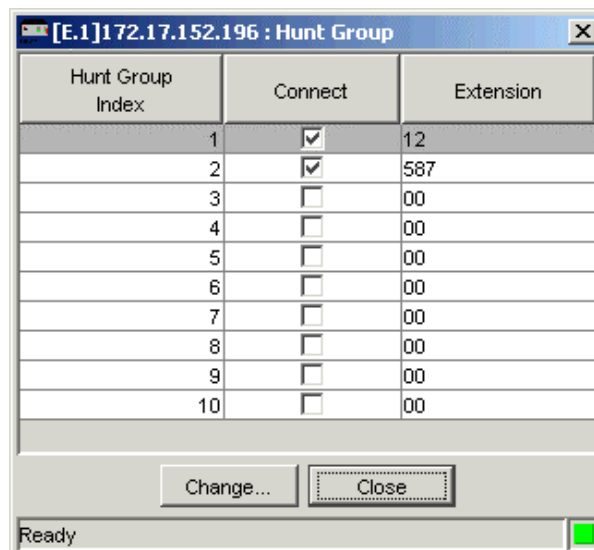 [E.1]172.17.152.196 : Hunt Group
Hunt Group Index Connect Extension
1 12
2 587
3 00
4 00
5 00
6 00
7 00
8 00
9 00
10 00
Change... Close
Ready